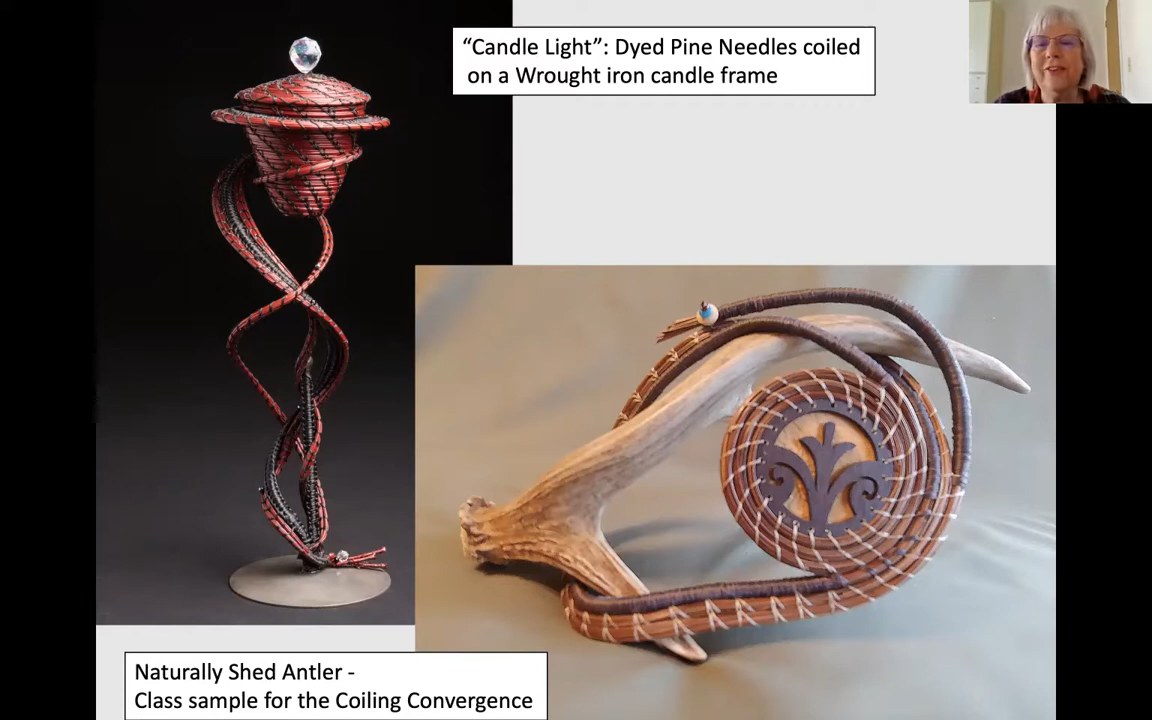 “Candle Light”: Dyed Pine Needles coiled
on a Wrought iron candle frame
Naturally Shed Antler -
Class sample for the Coiling Convergence